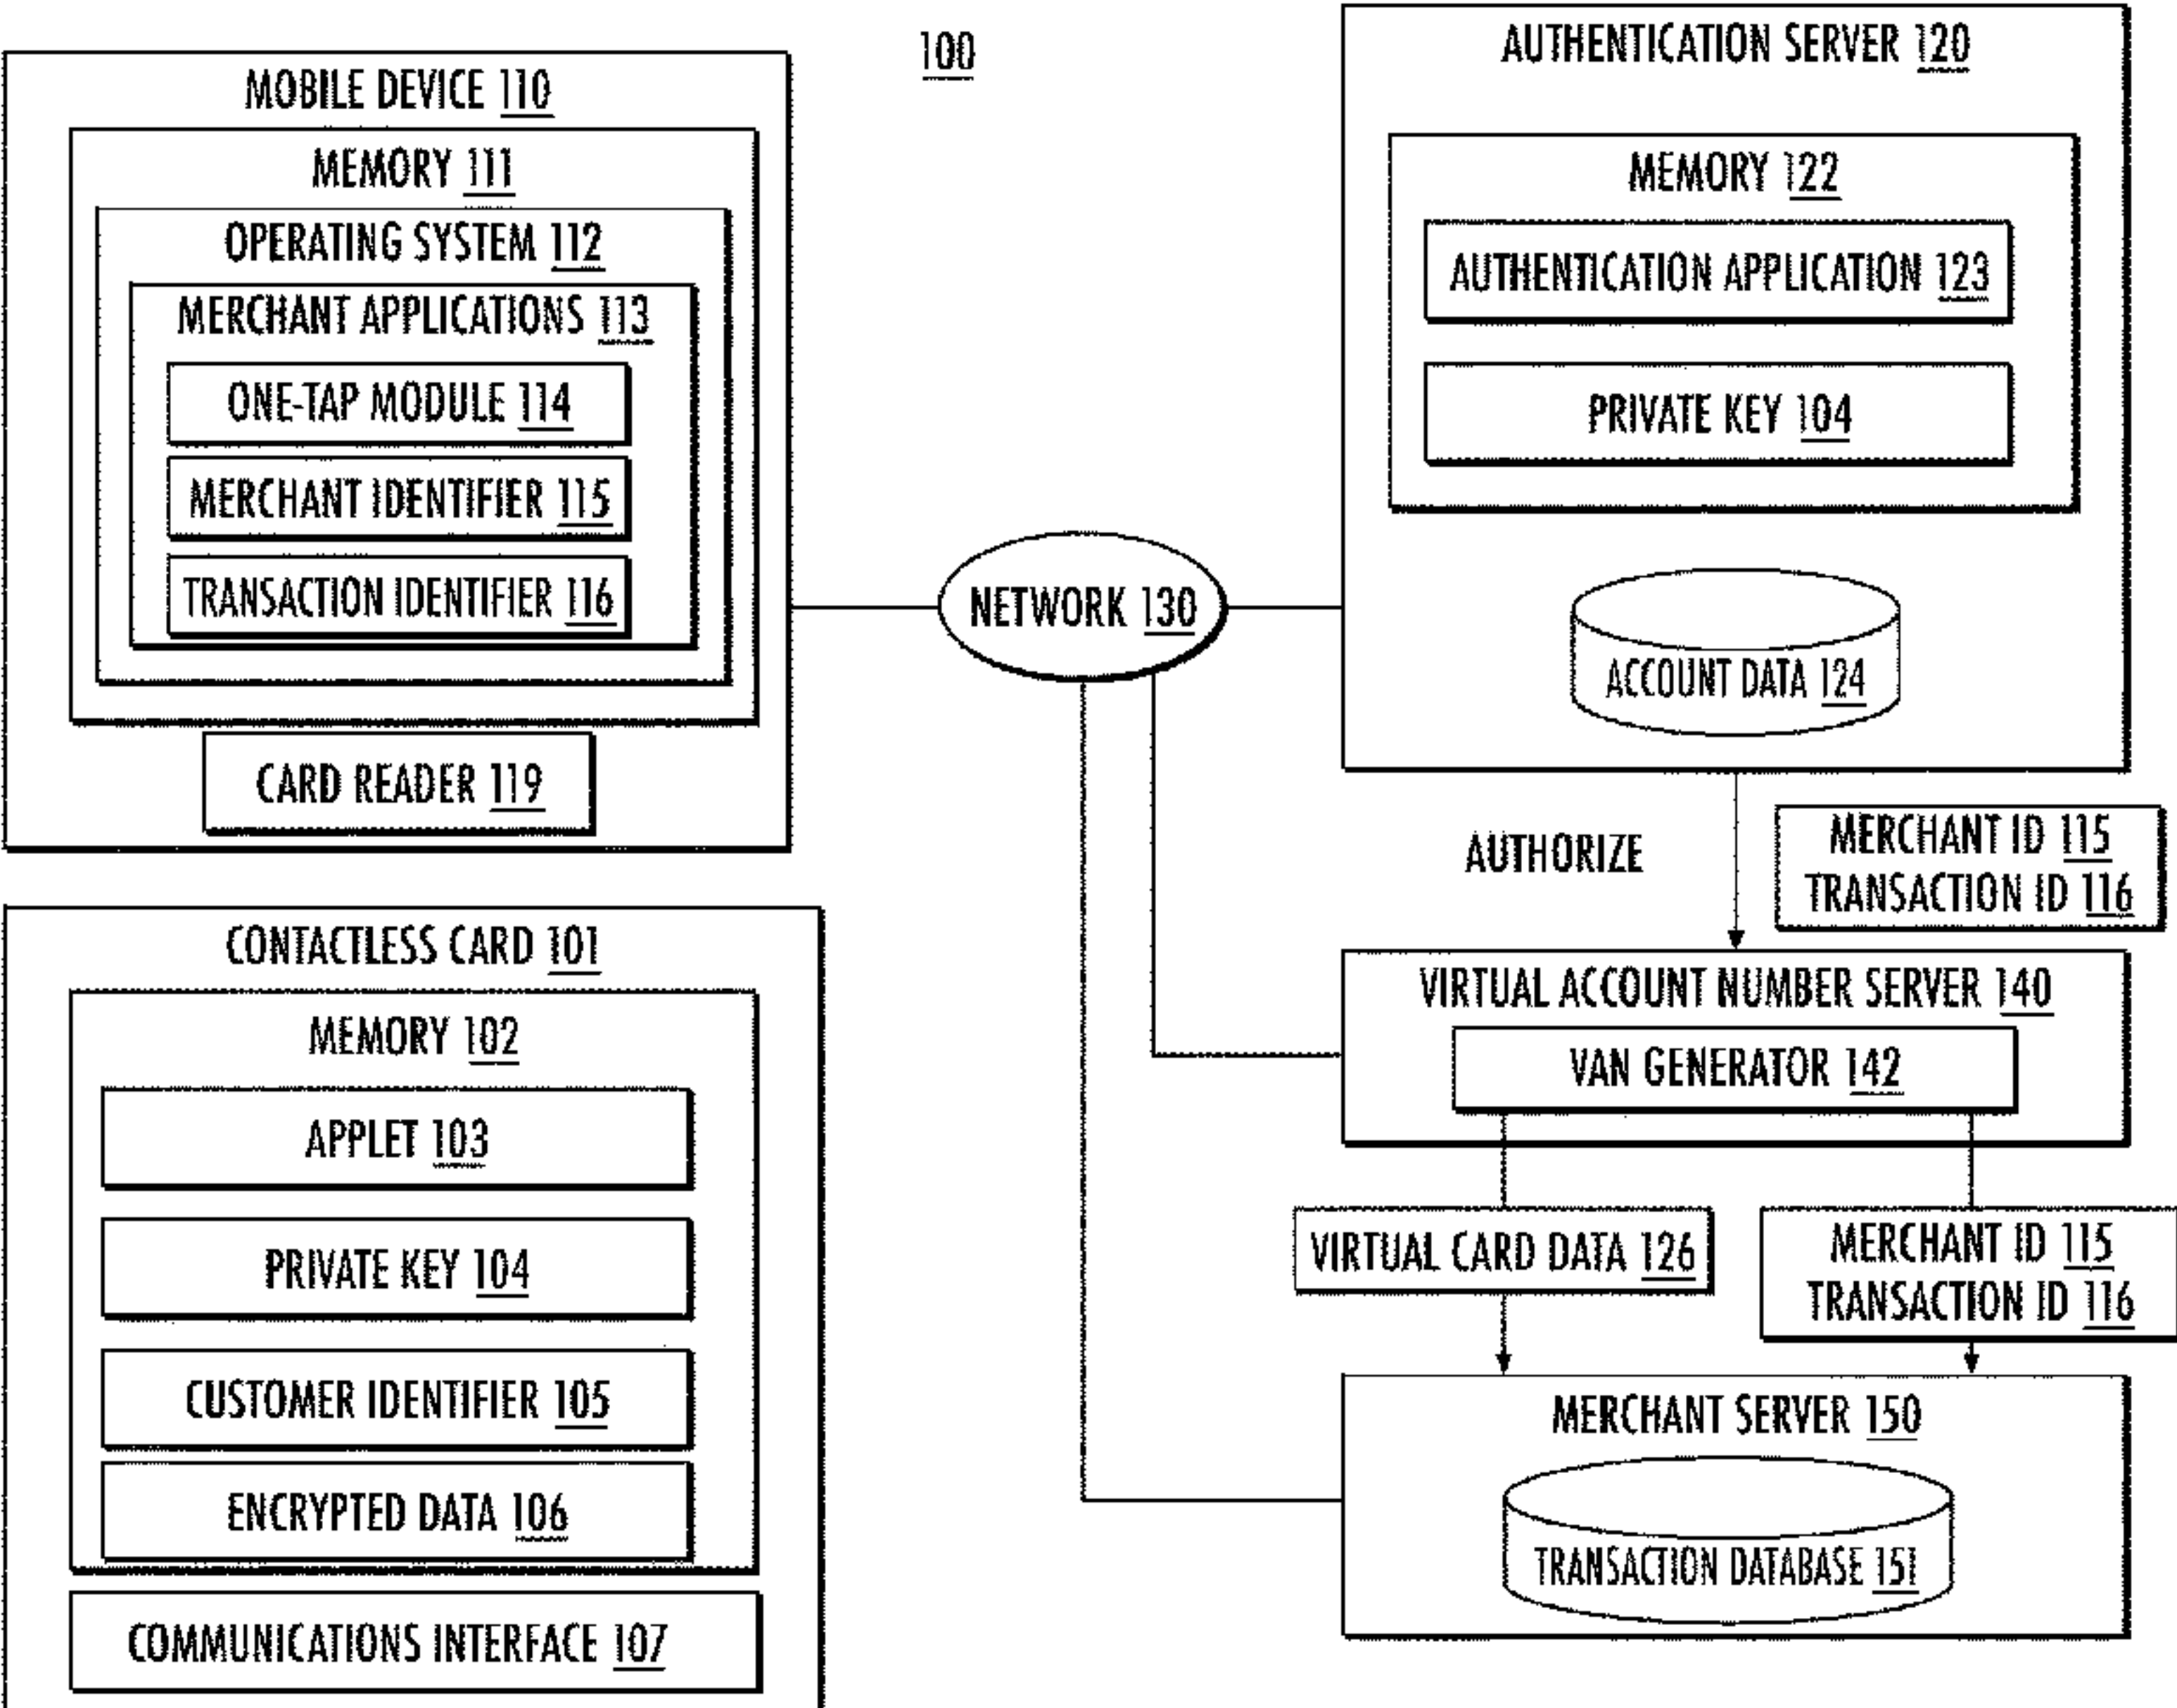 100
MOBILE DEVICE 110
MEMORY 111
OPERATING SYSTEM 112
MERCHANT APPLICATIONS 113
ONE-TAP MODULE 114
MERCHANT IDENTIFIER 115
TRANSACTION IDENTIFIER 116
CARD READER 119
CONTACTLESS CARD 101
MEMORY 102
APPLET 103
PRIVATE KEY 104
CUSTOMER IDENTIFIER 105
ENCRYPTED DATA 106
COMMUNICATIONS INTERFACE 107
NETWORK 130
AUTHENTICATION SERVER 120
MEMORY 122
AUTHENTICATION APPLICATION 123
PRIVATE KEY 104
ACCOUNT DATA 124
AUTHORIZE
MERCHANT ID 115
TRANSACTION ID 116
VIRTUAL ACCOUNT NUMBER SERVER 140
VAN GENERATOR 142
VIRTUAL CARD DATA 126
MERCHANT ID 115
TRANSACTION ID 116
MERCHANT SERVER 150
TRANSACTION DATABASE 151